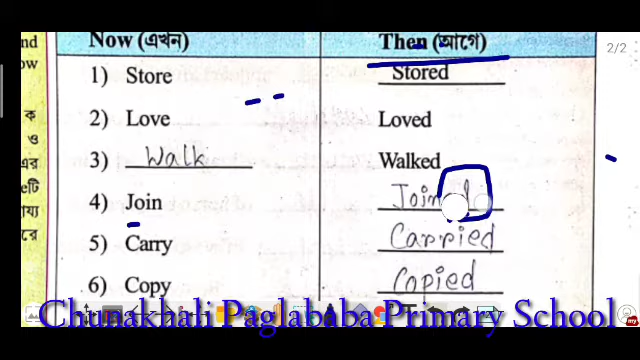 Now (এখন) Then (আগে) 2/2
1) Store Stored
2) Love Loved
3) Walk Walked
4) Join
5) Carry Carried
6) Copy Copied
Chunakhali Paglababa Primary School